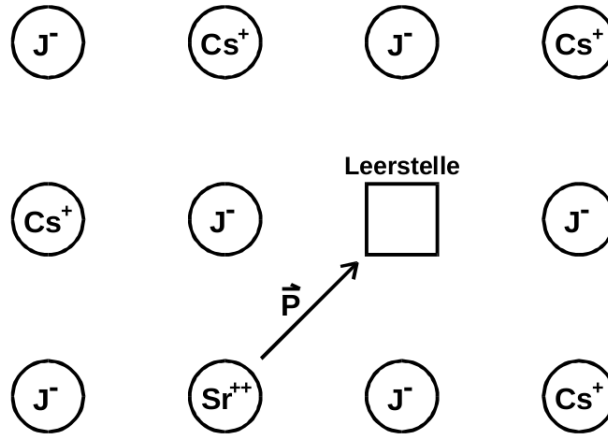 J⁻ Cs⁺ J⁻ Cs⁺
Leerstelle
Cs⁺ J⁻ J⁻
P⃗
J⁻ Sr⁺⁺ J⁻ Cs⁺